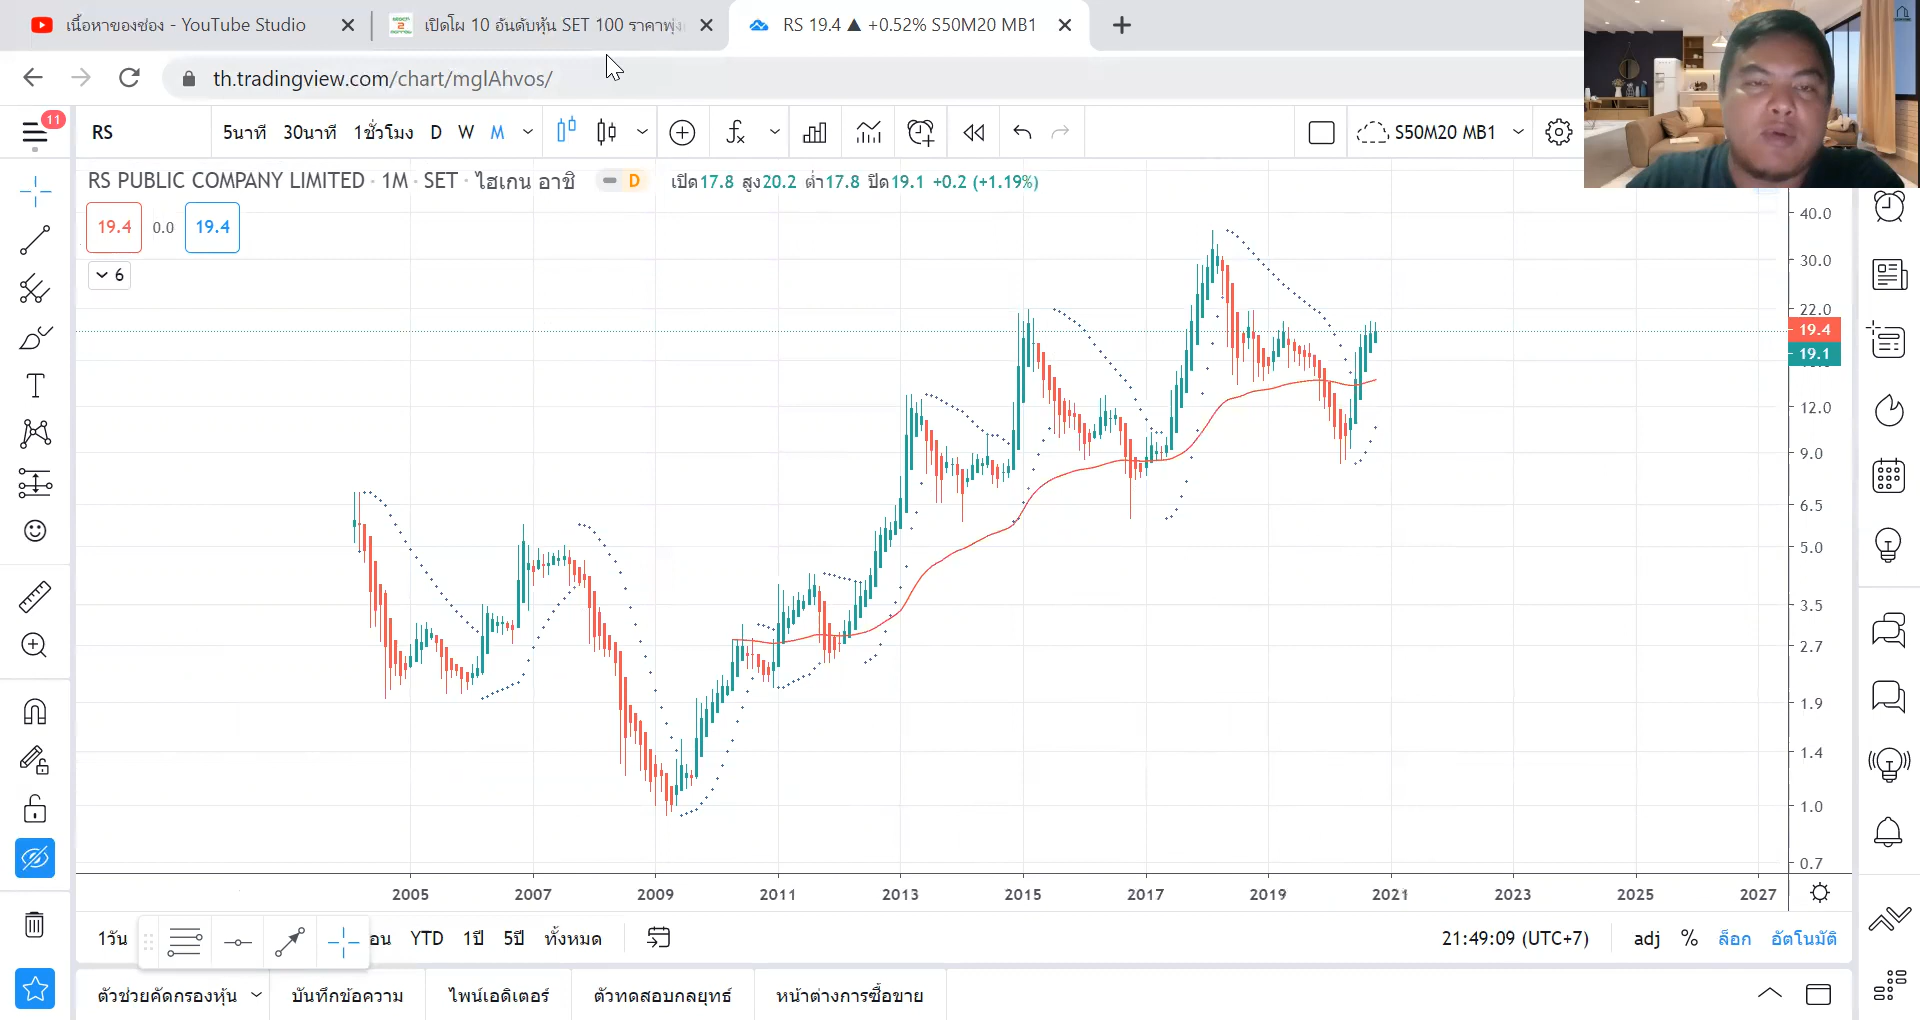 เนื้อหาของช่อง - YouTube Studio
เปิดโผ 10 อันดับหุ้น SET 100 ราคาพุ่ง
RS 19.4 ▲ +0.52% S50M20 MB1
th.tradingview.com/chart/mglAhvos/
11
RS
5นาที 30นาที 1ชั่วโมง D W M
S50M20 MB1
RS PUBLIC COMPANY LIMITED · 1M · SET · ไฮเกน อาชิ
D
เปิด17.8 สูง20.2 ต่ำ17.8 ปิด19.1 +0.2 (+1.19%)
19.4 0.0 19.4
6
40.0
30.0
22.0
19.4
19.1
12.0
9.0
6.5
5.0
3.5
2.7
1.9
1.4
1.0
0.7
2005 2007 2009 2011 2013 2015 2017 2019 2021 2023 2025 2027
1วัน
อน YTD 1ปี 5ปี ทั้งหมด
21:49:09 (UTC+7)
adj % ล็อก อัตโนมัติ
ตัวช่วยคัดกรองหุ้น บันทึกข้อความ ไพน์เอดิเตอร์ ตัวทดสอบกลยุทธ์ หน้าต่างการซื้อขาย